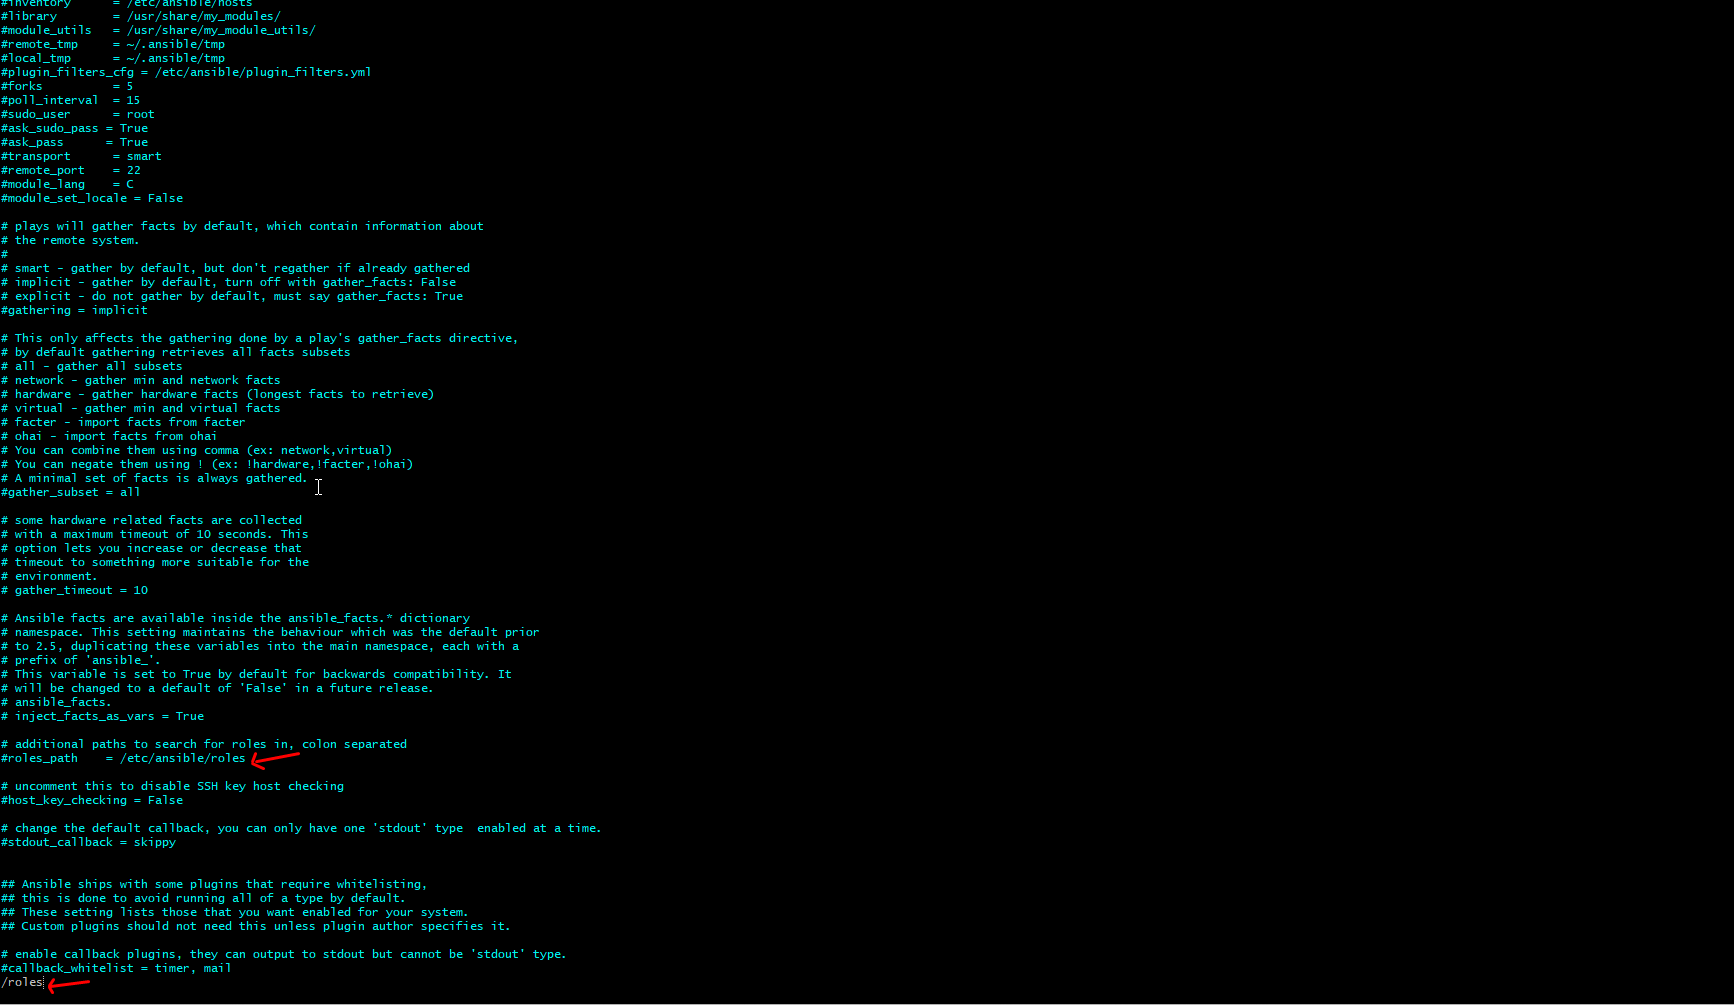 #inventory      = /etc/ansible/hosts
#library        = /usr/share/my_modules/
#module_utils   = /usr/share/my_module_utils/
#remote_tmp     = ~/.ansible/tmp
#local_tmp      = ~/.ansible/tmp
#plugin_filters_cfg = /etc/ansible/plugin_filters.yml
#forks          = 5
#poll_interval  = 15
#sudo_user      = root
#ask_sudo_pass = True
#ask_pass      = True
#transport      = smart
#remote_port    = 22
#module_lang    = C
#module_set_locale = False
# plays will gather facts by default, which contain information about
# the remote system.
#
# smart - gather by default, but don't regather if already gathered
# implicit - gather by default, turn off with gather_facts: False
# explicit - do not gather by default, must say gather_facts: True
#gathering = implicit
# This only affects the gathering done by a play's gather_facts directive,
# by default gathering retrieves all facts subsets
# all - gather all subsets
# network - gather min and network facts
# hardware - gather hardware facts (longest facts to retrieve)
# virtual - gather min and virtual facts
# facter - import facts from facter
# ohai - import facts from ohai
# You can combine them using comma (ex: network,virtual)
# You can negate them using ! (ex: !hardware,!facter,!ohai)
# A minimal set of facts is always gathered.
#gather_subset = all
# some hardware related facts are collected
# with a maximum timeout of 10 seconds. This
# option lets you increase or decrease that
# timeout to something more suitable for the
# environment.
# gather_timeout = 10
# Ansible facts are available inside the ansible_facts.* dictionary
# namespace. This setting maintains the behaviour which was the default prior
# to 2.5, duplicating these variables into the main namespace, each with a
# prefix of 'ansible_'.
# This variable is set to True by default for backwards compatibility. It
# will be changed to a default of 'False' in a future release.
# ansible_facts.
# inject_facts_as_vars = True
# additional paths to search for roles in, colon separated
#roles_path    = /etc/ansible/roles
# uncomment this to disable SSH key host checking
#host_key_checking = False
# change the default callback, you can only have one 'stdout' type  enabled at a time.
#stdout_callback = skippy
## Ansible ships with some plugins that require whitelisting,
## this is done to avoid running all of a type by default.
## These setting lists those that you want enabled for your system.
## Custom plugins should not need this unless plugin author specifies it.
# enable callback plugins, they can output to stdout but cannot be 'stdout' type.
#callback_whitelist = timer, mail
/roles